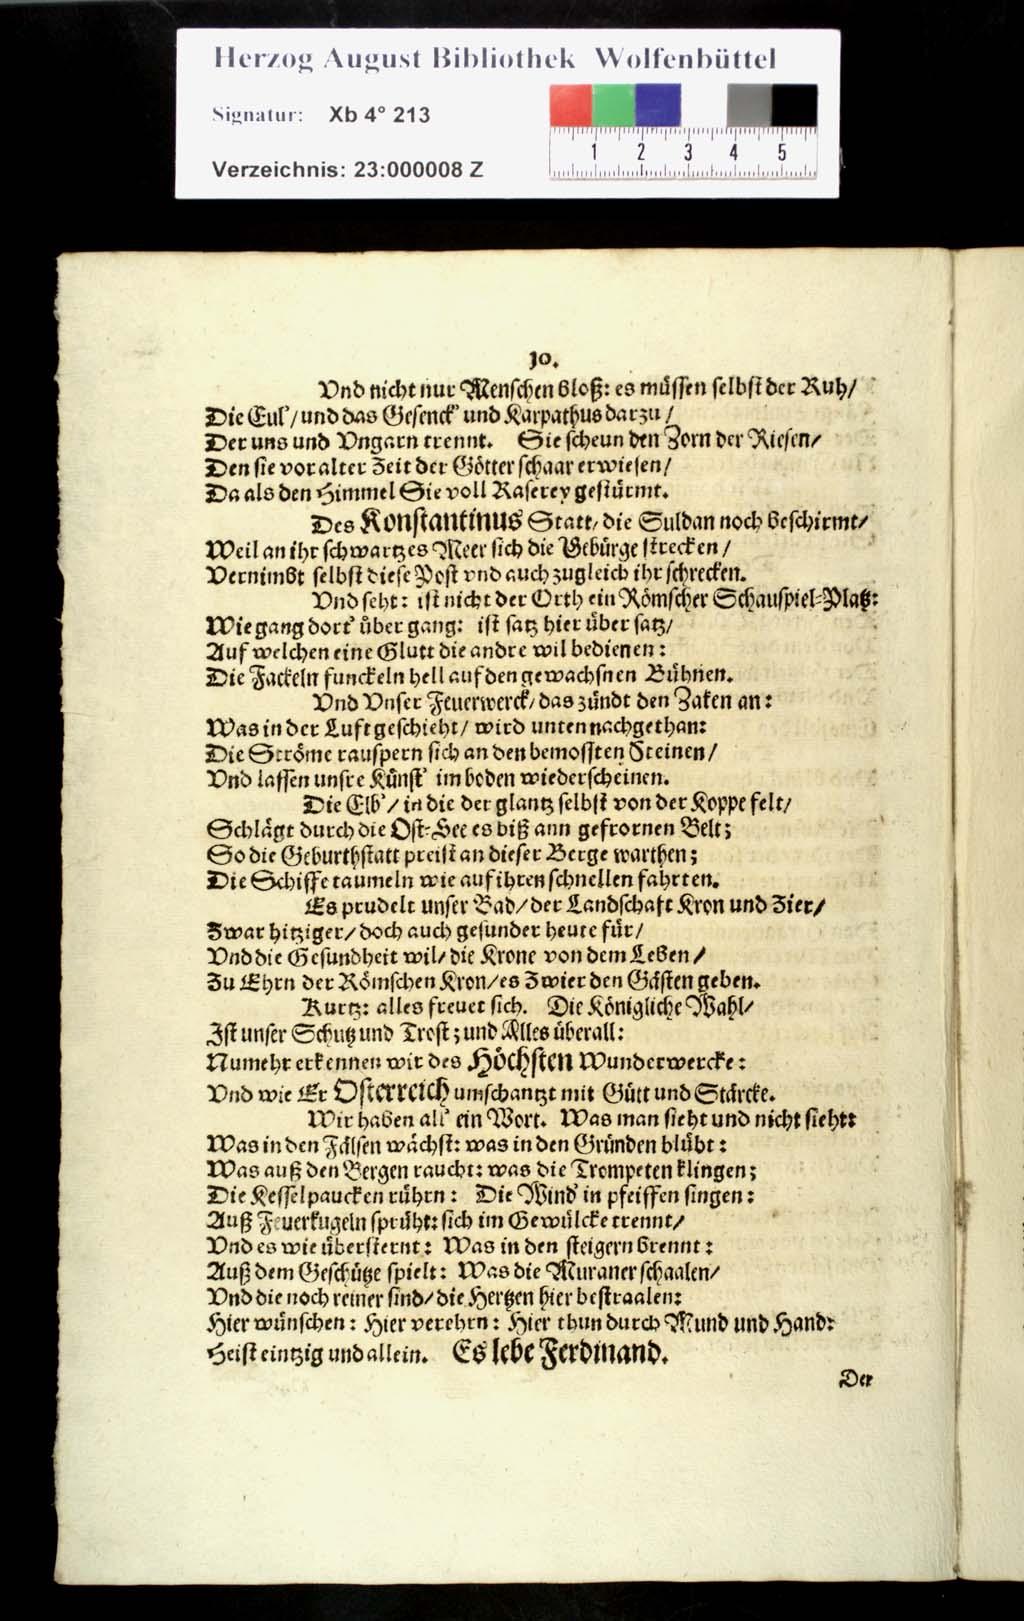 Herzog August Bibliothek Wolfenbüttel
Signatur: Xb 4° 213
Verzeichnis: 23:000008 Z
1 2 3 4 5
10.
Vnd nicht nur Menschen bloß: es müssen selbst der Ruh/
Die Eul'/und das Gesenck' und Karpathus darzu/
Der uns und Vngarn trennt. Sie scheun den Zorn der Riesen/
Den sie vor alter Zeit der Götter schaar erwiesen/
Da als den Himmel Sie voll Raserey gestürmt.
Des Konstantinus Statt/ die Suldan noch beschirmt/
Weil an ihr schwartzes Meer sich die Gebürge strecken/
Vernimbt selbst diese Post vnd auch zugleich ihr schrecken.
Vnd seht: ist nicht der Orth ein Römscher Schauspiel-Platz:
Wie gang dort' über gang: ist satz hier über satz/
Auf welchen eine Glutt die andre wil bedienen:
Die Fackeln funckeln hell auf den gewachsnen Bühnen.
Vnd Vnser Feuerwerck/ das zündt den Zaken an:
Was in der Luft geschieht/ wird unten nachgethan:
Die Ströme rauspern sich an den bemossten Steinen/
Vnd lassen unsre Künst' im boden wiederscheinen.
Die Elb'/ in die der glantz selbst von der Koppe felt/
Schlägt durch die Ost-See es biß ann gefrornen Belt;
So die Geburthstatt preist an dieser Berge warthen;
Die Schiffe taumeln wie auf ihren schnellen fahrten.
Es prudelt unser Bad/ der Landschaft Kron und Zier/
Zwar hitziger/ doch auch gesunder heute für/
Vnd die Gesundheit wil/ die Krone von dem Leben/
Zu Ehrn der Römschen Kron/ es Zwier den Gästen geben.
Kurtz: alles freuet sich. Die Königliche Wahl/
Ist unser Schutz und Trost; und Alles überall:
Numehr erkennen wir des Höchsten Wunderwercke:
Vnd wie Er Osterreich umschantzt mit Gütt und Stärcke.
Wir haben all' ein Wort. Was man sieht und nicht sieht:
Was in den Fälsen wächst: was in den Gründen blüht:
Was auß den Bergen raucht: was die Trompeten klingen;
Die Kesselpaucken rührn: Die Wind' in pfeiffen singen:
Auß Feuerkugeln sprüht: sich im Gewülcke trennt/
Vnd es wie übersternt: Was in den steigern brennt:
Auß dem Geschütze spielt: Was die Muraner schaalen/
Vnd die noch reiner sind/ die Hertzen hier bestraalen:
Hier wünschen: Hier verehrn: Hier thun durch Mund und Hand:
Heist eintzig und allein. Es lebe Ferdinand.
Der